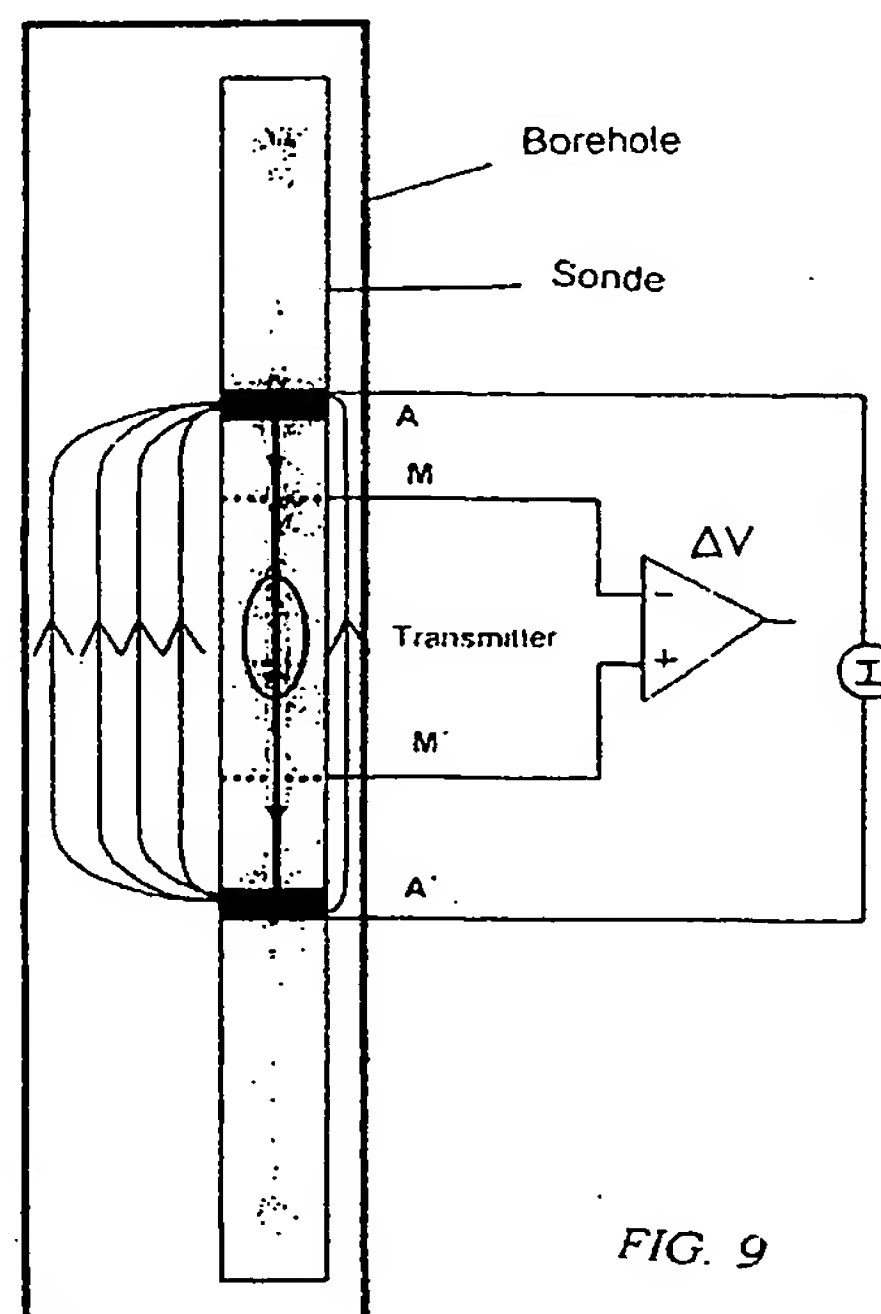 Borehole
Sonde
A
M
ΔV
−
Transmitter
+
I
M'
A'
FIG. 9